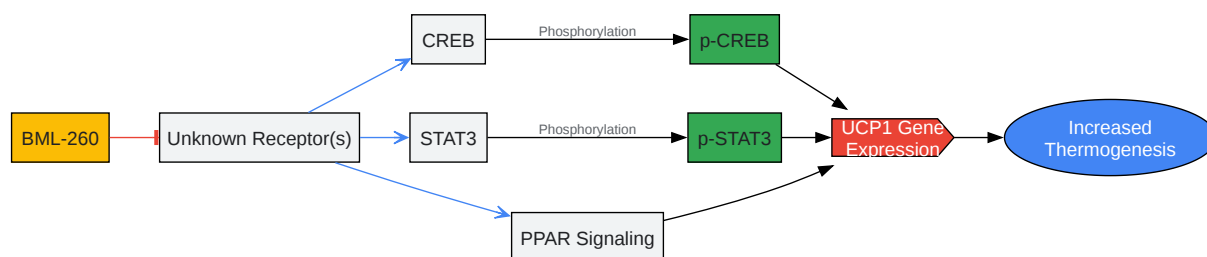 CREB
Phosphorylation
p-CREB
BML-260
Unknown Receptor(s)
STAT3
Phosphorylation
p-STAT3
UCP1 Gene
Expression
Increased
Thermogenesis
PPAR Signaling